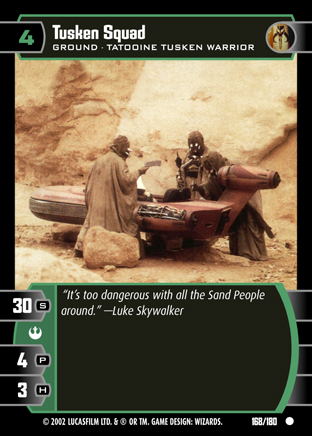 4
Tusken Squad
GROUND · TATOOINE TUSKEN WARRIOR
30 S
4 P
3 H
“It’s too dangerous with all the Sand People
around.” —Luke Skywalker
© 2002 LUCASFILM LTD. & ® OR TM. GAME DESIGN: WIZARDS. 168/180